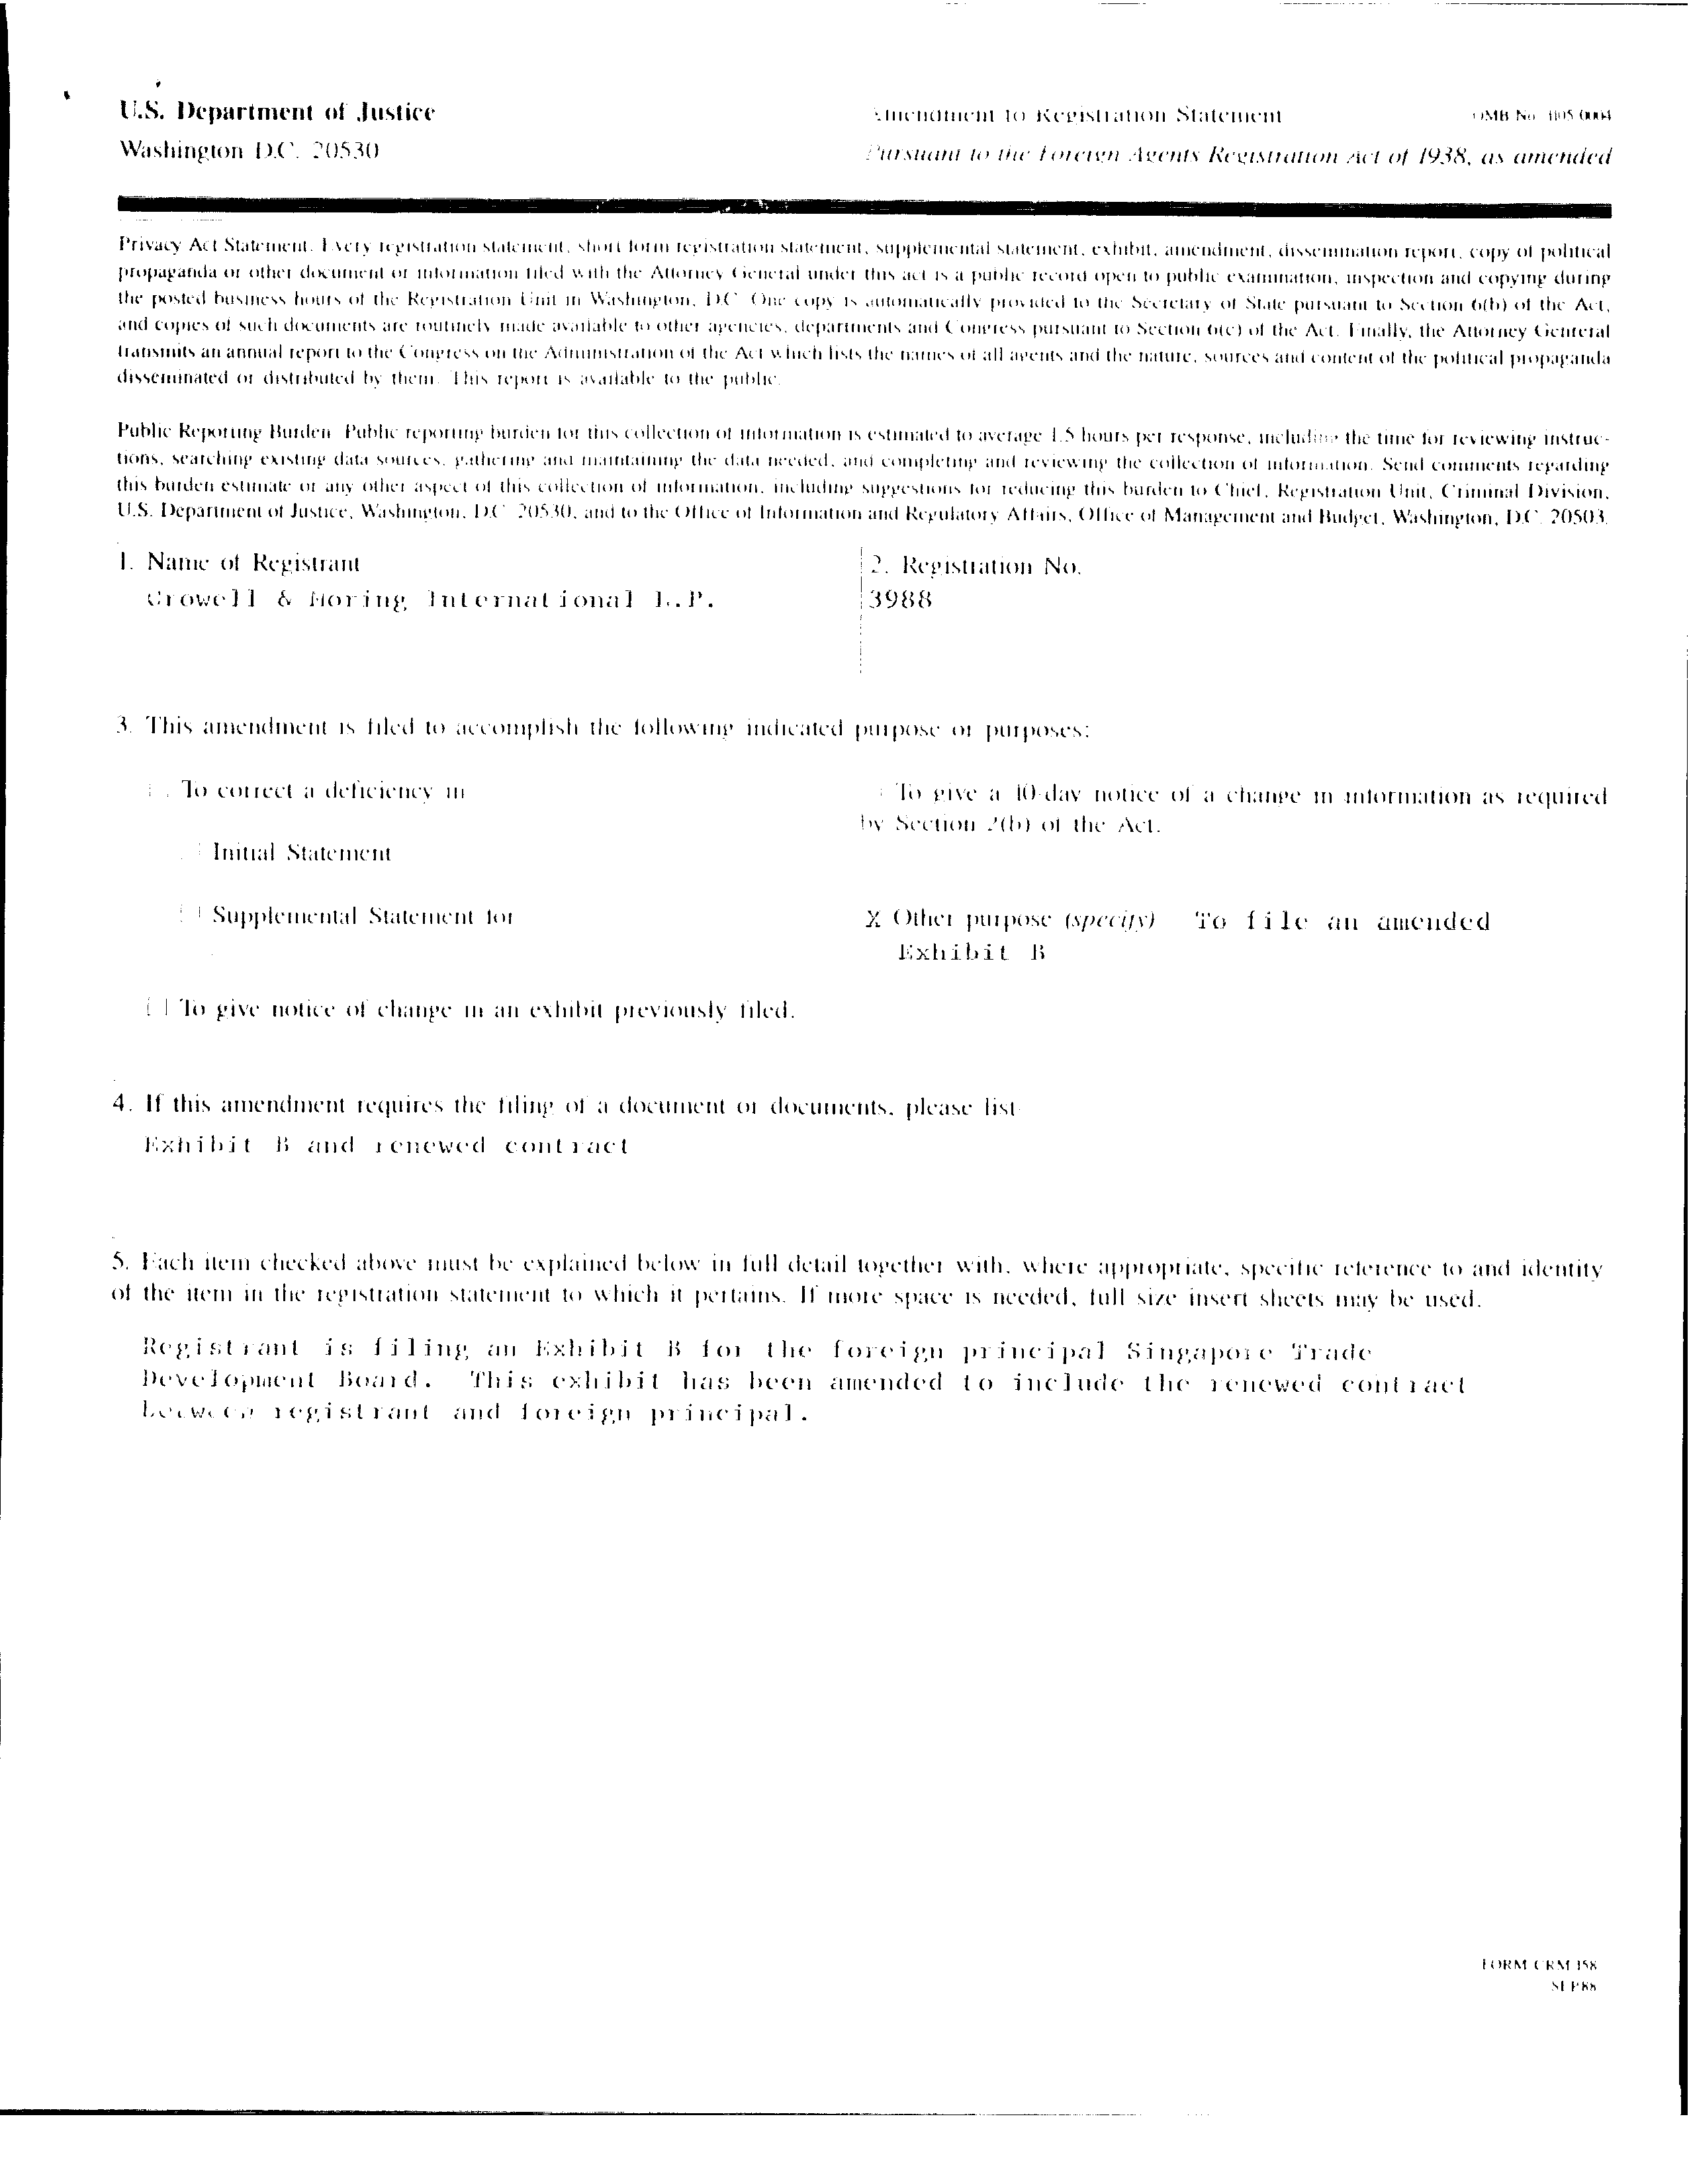 U.S. Department of Justice
Washington D.C. 20530
Amendment to Registration Statement
OMB No. 1105-0004
Pursuant to the Foreign Agents Registration Act of 1938, as amended
Privacy Act Statement. Every registration statement, short form registration statement, supplemental statement, exhibit, amendment, dissemination report, copy of political
propaganda or other document or information filed with the Attorney General under this act is a public record open to public examination, inspection and copying during
the posted business hours of the Registration Unit in Washington, D.C. One copy is automatically provided to the Secretary of State pursuant to Section 6(b) of the Act,
and copies of such documents are routinely made available to other agencies, departments and Congress pursuant to Section 6(c) of the Act. Finally, the Attorney Genreral
transmits an annual report to the Congress on the Administration of the Act which lists the names of all agents and the nature, sources and content of the political propaganda
disseminated or distributed by them. This report is available to the public.
Public Reporting Burden. Public reporting burden for this collection of information is estimated to average 1.5 hours per response, including the time for reviewing instruc-
tions, searching existing data sources, gathering and maintaining the data needed, and completing and reviewing the collection of information. Send comments regarding
this burden estimate or any other aspect of this collection of information, including suggestions for reducing this burden to Chief, Registration Unit, Criminal Division,
U.S. Department of Justice, Washington, D.C. 20530, and to the Office of Information and Regulatory Affairs, Office of Management and Budget, Washington, D.C. 20503.
1. Name of Registrant
Crowell & Moring International L.P.
2. Registration No.
3988
3. This amendment is filed to accomplish the following indicated purpose or purposes:
To correct a deficiency in
Initial Statement
Supplemental Statement for
To give notice of change in an exhibit previously filed.
To give a 10-day notice of a change in information as required
by Section 2(b) of the Act.
X Other purpose (specify) To file an amended
Exhibit B
4. If this amendment requires the filing of a document or documents, please list-
Exhibit B and renewed contract
5. Each item checked above must be explained below in full detail together with, where appropriate, specific reference to and identity
of the item in the registration statement to which it pertains. If more space is needed, full size insert sheets may be used.
Registrant is filing an Exhibit B for the foreign principal Singapore Trade
Development Board. This exhibit has been amended to include the renewed contract
between registrant and foreign principal.
FORM CRM-158
SEP 88